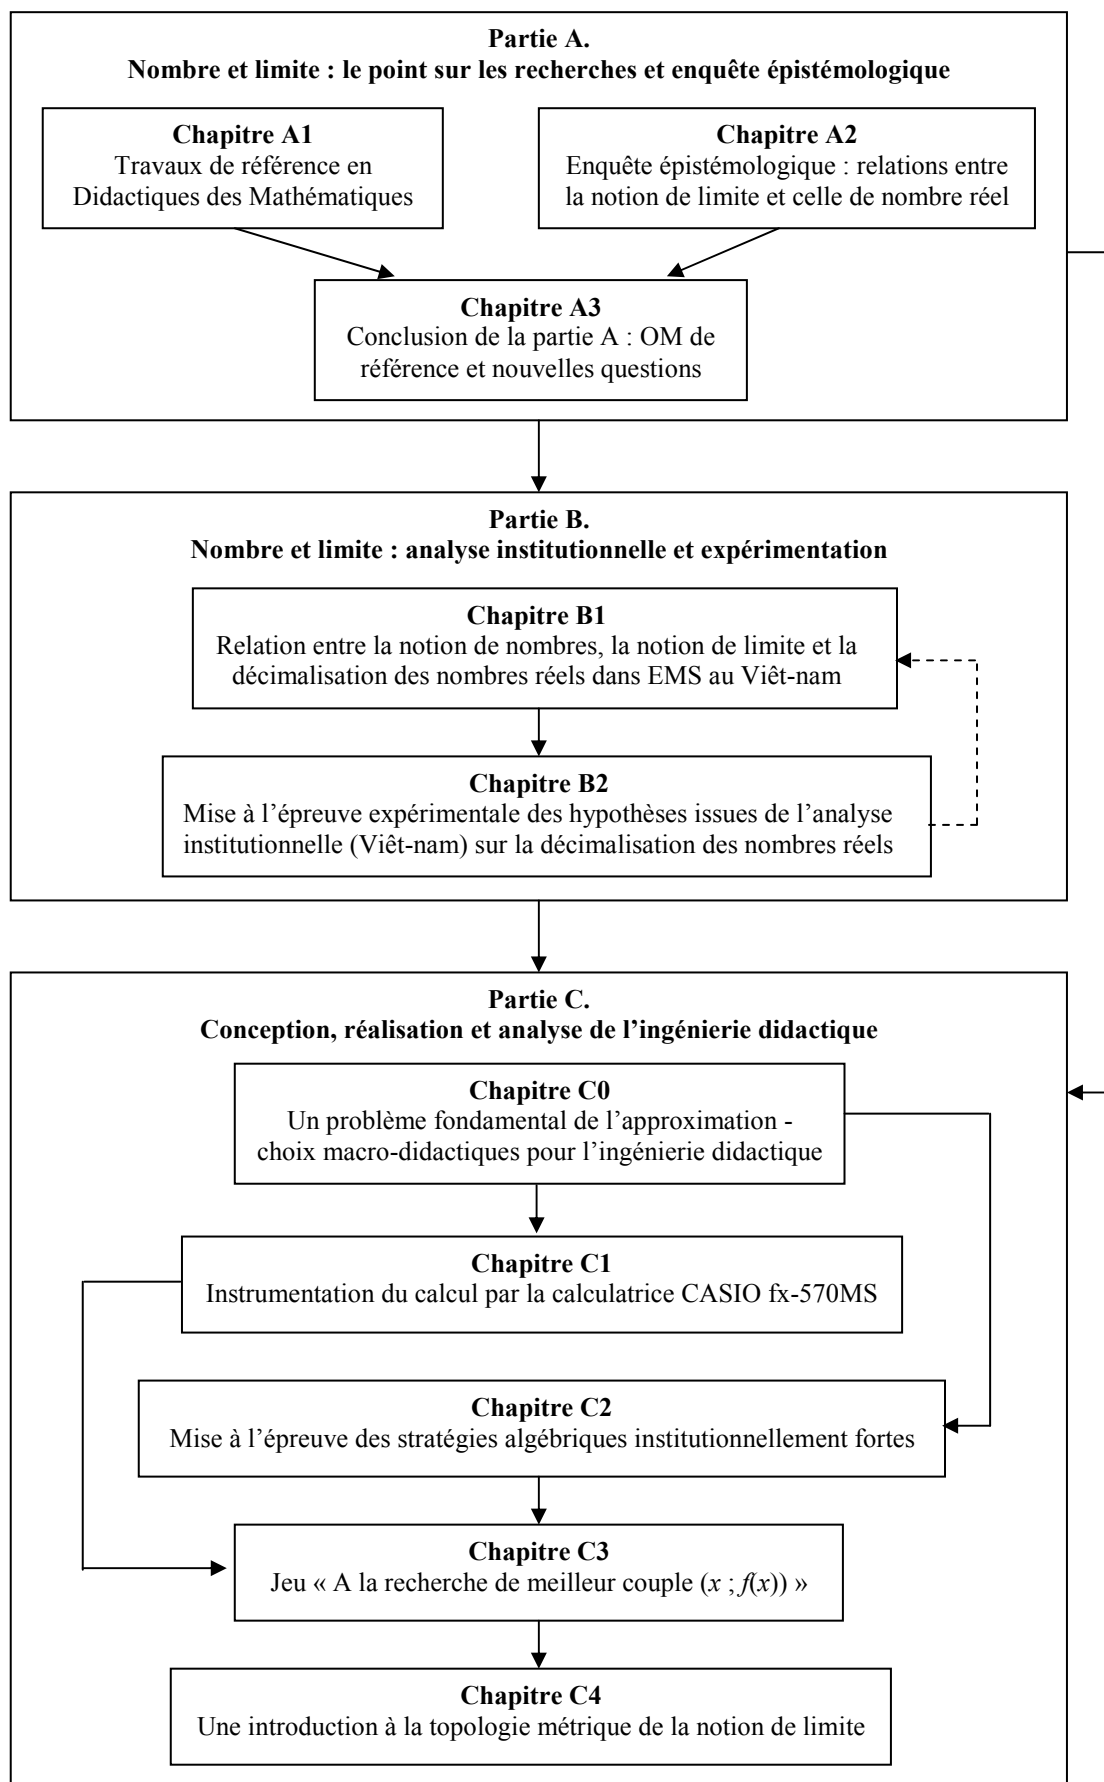 Partie A.
Nombre et limite : le point sur les recherches et enquête épistémologique
Chapitre A1
Travaux de référence en
Didactiques des Mathématiques
Chapitre A2
Enquête épistémologique : relations entre
la notion de limite et celle de nombre réel
Chapitre A3
Conclusion de la partie A : OM de
référence et nouvelles questions
Partie B.
Nombre et limite : analyse institutionnelle et expérimentation
Chapitre B1
Relation entre la notion de nombres, la notion de limite et la
décimalisation des nombres réels dans EMS au Viêt-nam
Chapitre B2
Mise à l’épreuve expérimentale des hypothèses issues de l’analyse
institutionnelle (Viêt-nam) sur la décimalisation des nombres réels
Partie C.
Conception, réalisation et analyse de l’ingénierie didactique
Chapitre C0
Un problème fondamental de l’approximation -
choix macro-didactiques pour l’ingénierie didactique
Chapitre C1
Instrumentation du calcul par la calculatrice CASIO fx-570MS
Chapitre C2
Mise à l’épreuve des stratégies algébriques institutionnellement fortes
Chapitre C3
Jeu « A la recherche de meilleur couple (x ; f(x)) »
Chapitre C4
Une introduction à la topologie métrique de la notion de limite